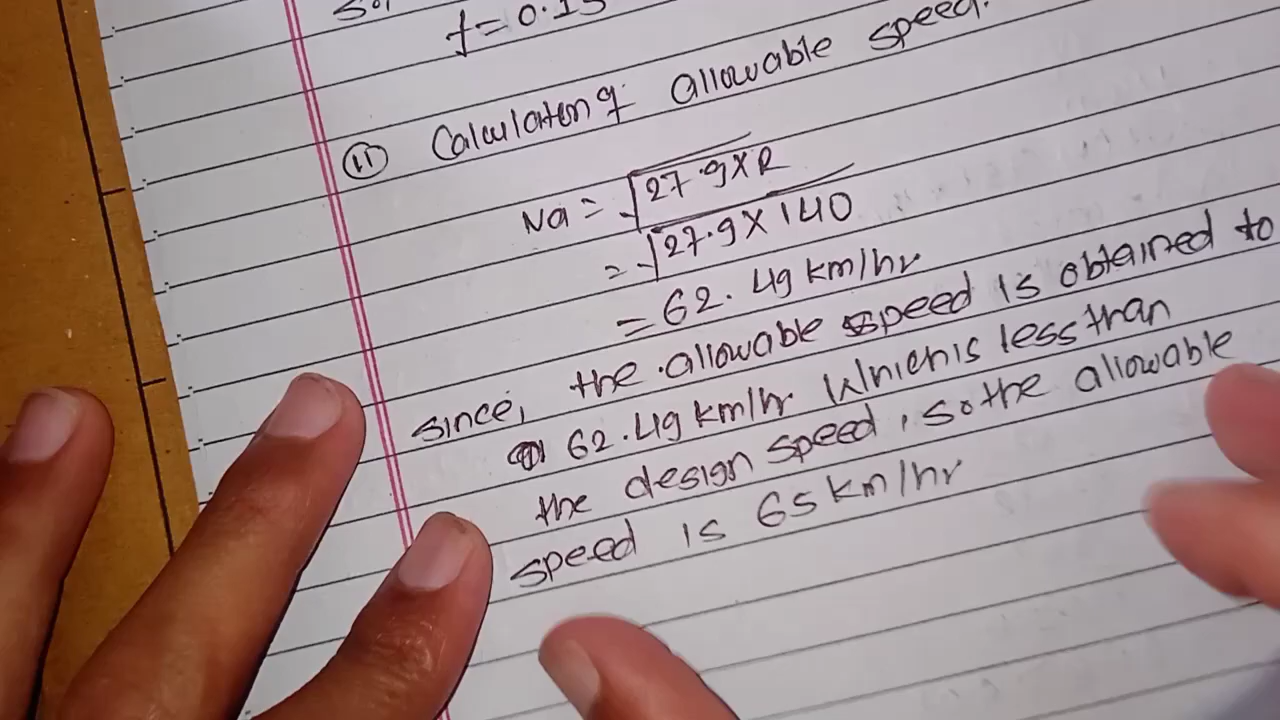 f = 0.15
(ii) Calculation of allowable speed.
Va = √27.9 × R
= √27.9 × 140
= 62.49 km/hr
since, the allowable speed is obtained to
62.49 km/hr which is less than
the design speed, so the allowable
speed is 65 km/hr